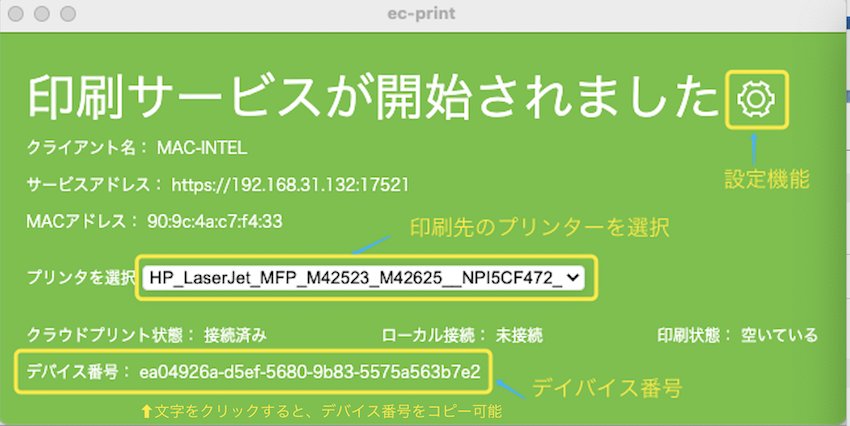 ec-print
印刷サービスが開始されました
クライアント名： MAC-INTEL
設定機能
サービスアドレス： https://192.168.31.132:17521
MACアドレス： 90:9c:4a:c7:f4:33
印刷先のプリンターを選択
プリンタを選択 HP_LaserJet_MFP_M42523_M42625__NPI5CF472_
クラウドプリント状態： 接続済み ローカル接続： 未接続 印刷状態： 空いている
デバイス番号： ea04926a-d5ef-5680-9b83-5575a563b7e2
デイバイス番号
⬆文字をクリックすると、デバイス番号をコピー可能